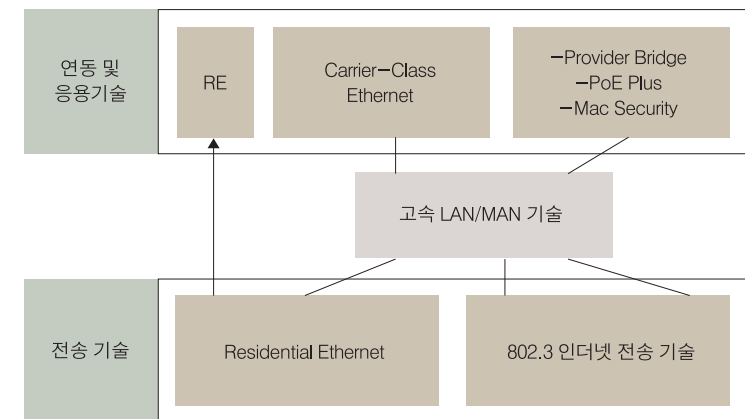 연동 및
응용기술
RE
Carrier–Class
Ethernet
–Provider Bridge
–PoE Plus
–Mac Security
고속 LAN/MAN 기술
전송 기술
Residential Ethernet
802.3 인더넷 전송 기술